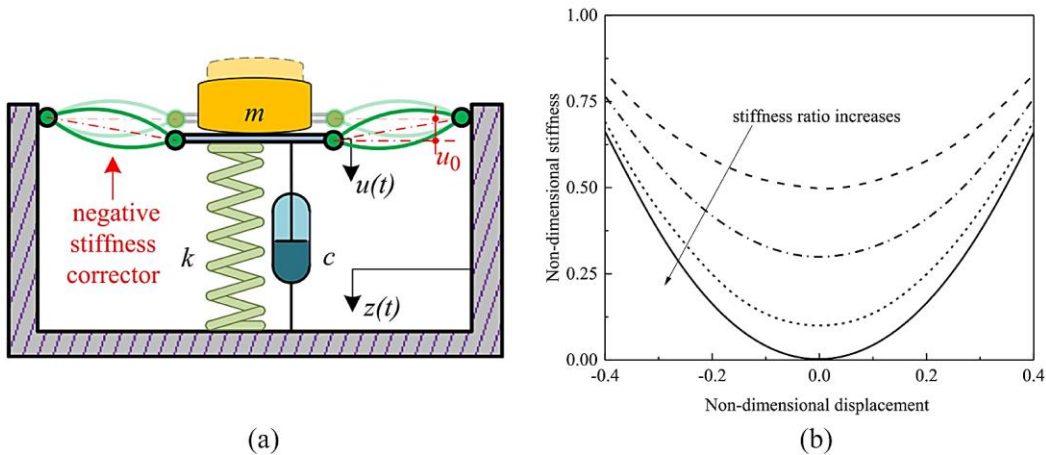 m
u₀
u(t)
negative
stiffness
corrector
k
c
z(t)
(a)
1.00
0.75
0.50
0.25
0.00
Non-dimensional stiffness
stiffness ratio increases
-0.4
-0.2
0.0
0.2
0.4
Non-dimensional displacement
(b)